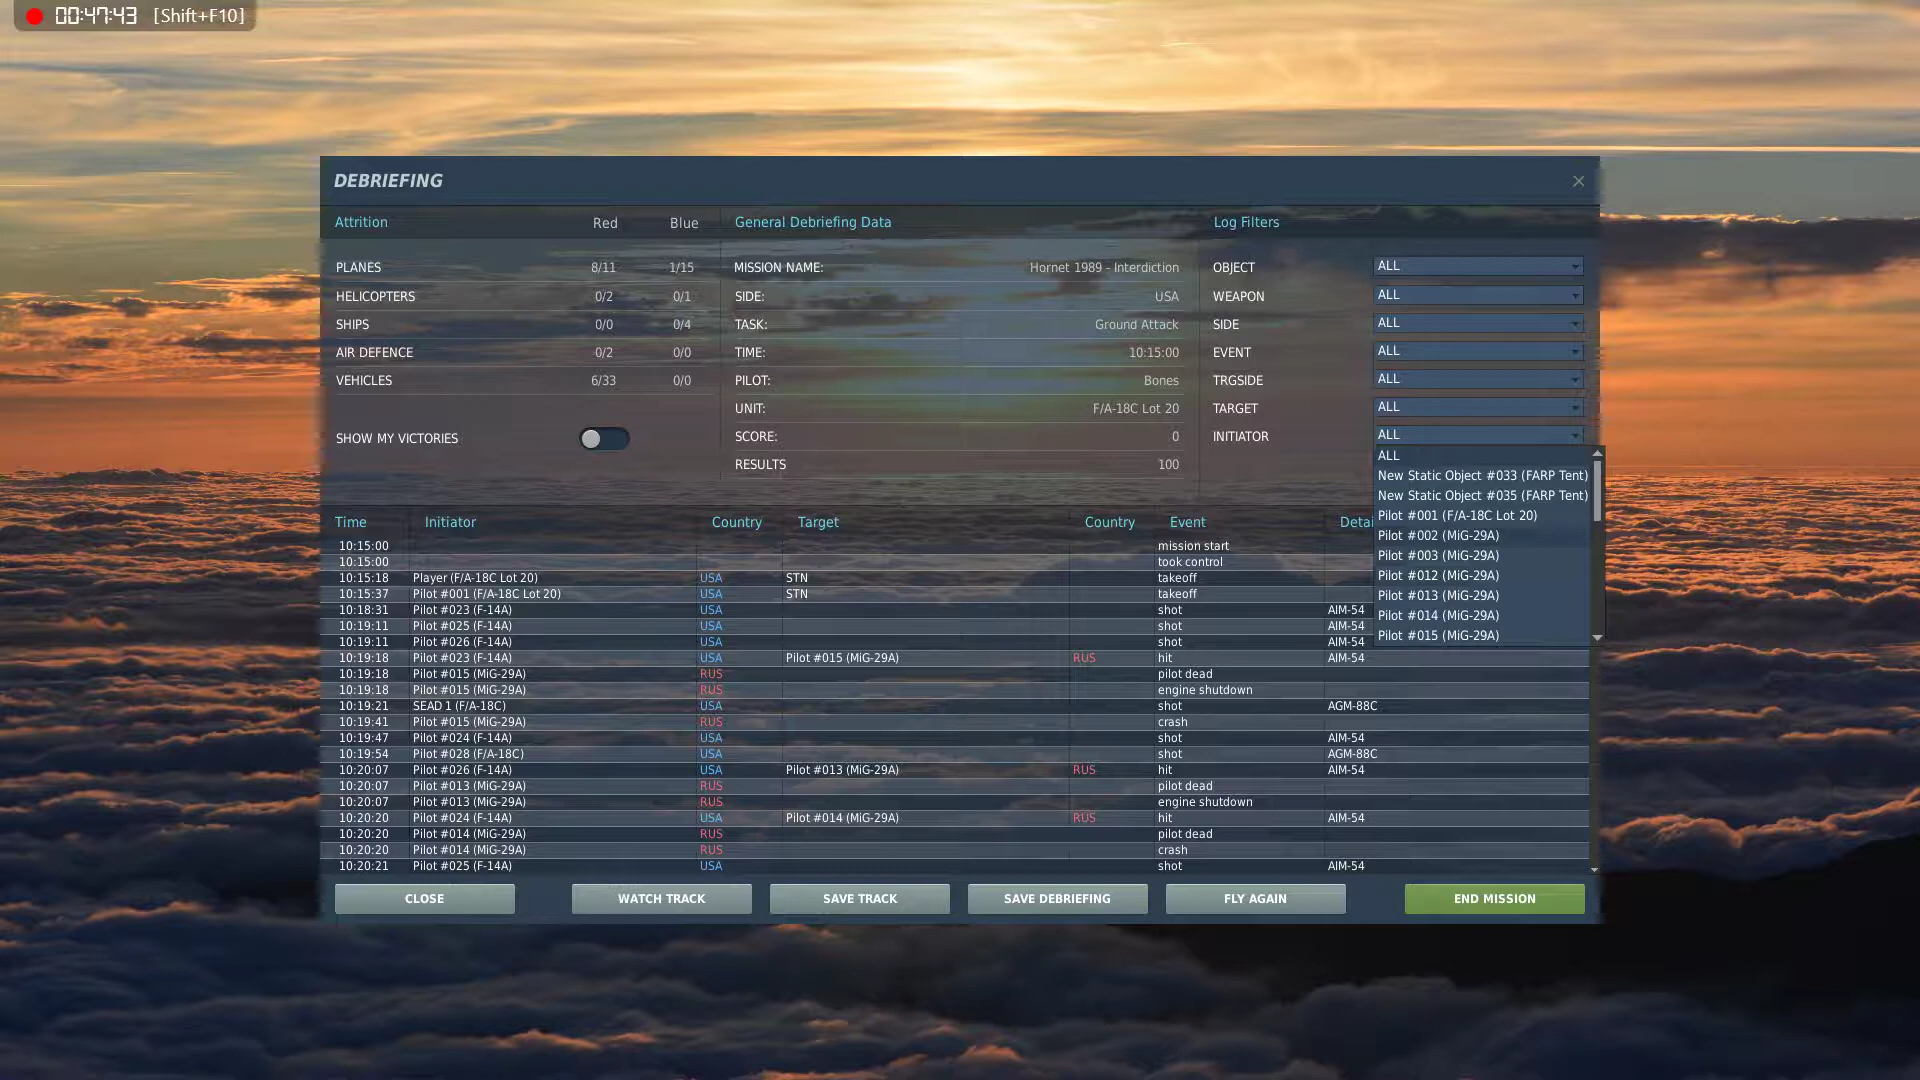 00:47:43 [Shift+F10]
DEBRIEFING
Attrition Red Blue General Debriefing Data Log Filters
PLANES 8/11 1/15 MISSION NAME: Hornet 1989 - Interdiction OBJECT ALL
HELICOPTERS 0/2 0/1 SIDE: USA WEAPON ALL
SHIPS 0/0 0/4 TASK: Ground Attack SIDE ALL
AIR DEFENCE 0/2 0/0 TIME: 10:15:00 EVENT ALL
VEHICLES 6/33 0/0 PILOT: Bones TRGSIDE ALL
UNIT: F/A-18C Lot 20 TARGET ALL
SHOW MY VICTORIES SCORE: 0 INITIATOR ALL
RESULTS 100
ALL
New Static Object #033 (FARP Tent)
New Static Object #035 (FARP Tent)
Pilot #001 (F/A-18C Lot 20)
Pilot #002 (MiG-29A)
Pilot #003 (MiG-29A)
Pilot #012 (MiG-29A)
Pilot #013 (MiG-29A)
Pilot #014 (MiG-29A)
Pilot #015 (MiG-29A)
Time Initiator Country Target Country Event Detai
10:15:00 mission start
10:15:00 took control
10:15:18 Player (F/A-18C Lot 20) USA STN takeoff
10:15:37 Pilot #001 (F/A-18C Lot 20) USA STN takeoff
10:18:31 Pilot #023 (F-14A) USA shot AIM-54
10:19:11 Pilot #025 (F-14A) USA shot AIM-54
10:19:11 Pilot #026 (F-14A) USA shot AIM-54
10:19:18 Pilot #023 (F-14A) USA Pilot #015 (MiG-29A) RUS hit AIM-54
10:19:18 Pilot #015 (MiG-29A) RUS pilot dead
10:19:18 Pilot #015 (MiG-29A) RUS engine shutdown
10:19:21 SEAD 1 (F/A-18C) USA shot AGM-88C
10:19:41 Pilot #015 (MiG-29A) RUS crash
10:19:47 Pilot #024 (F-14A) USA shot AIM-54
10:19:54 Pilot #028 (F/A-18C) USA shot AGM-88C
10:20:07 Pilot #026 (F-14A) USA Pilot #013 (MiG-29A) RUS hit AIM-54
10:20:07 Pilot #013 (MiG-29A) RUS pilot dead
10:20:07 Pilot #013 (MiG-29A) RUS engine shutdown
10:20:20 Pilot #024 (F-14A) USA Pilot #014 (MiG-29A) RUS hit AIM-54
10:20:20 Pilot #014 (MiG-29A) RUS pilot dead
10:20:20 Pilot #014 (MiG-29A) RUS crash
10:20:21 Pilot #025 (F-14A) USA shot AIM-54
CLOSE WATCH TRACK SAVE TRACK SAVE DEBRIEFING FLY AGAIN END MISSION